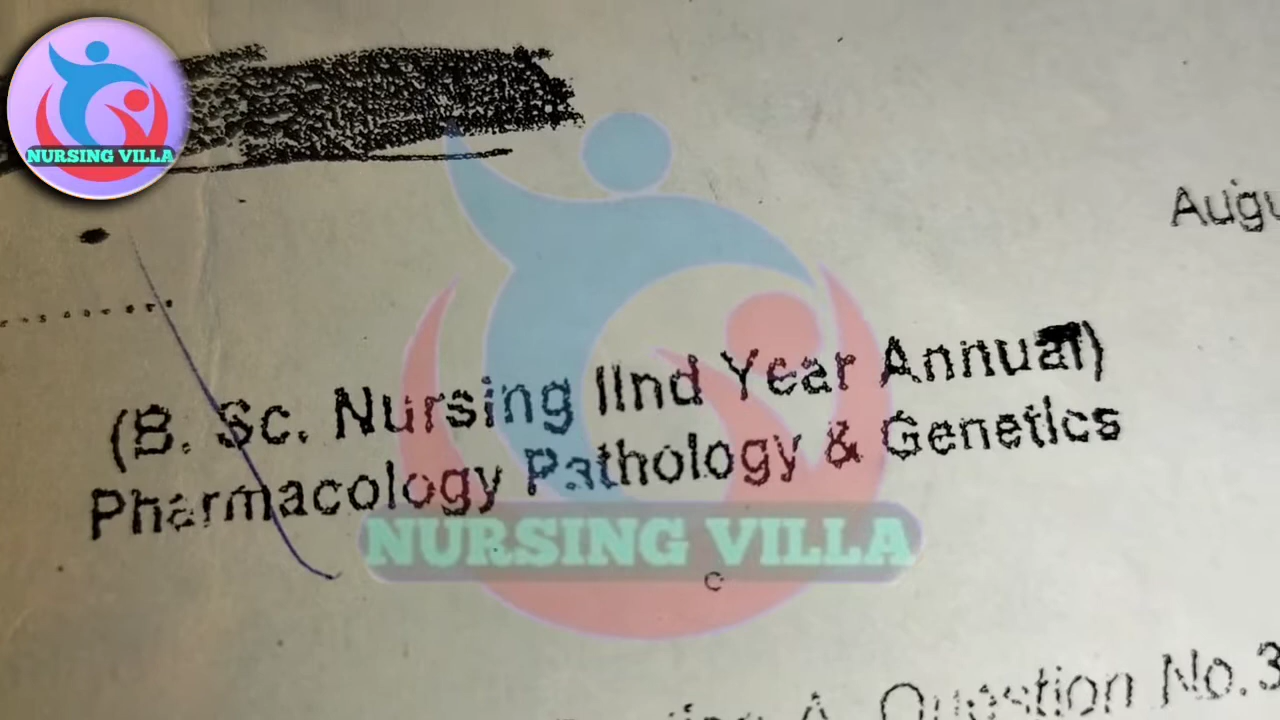 NURSING VILLA
Augu
(B. Sc. Nursing IInd Year Annual)
Pharmacology Pathology & Genetics
NURSING VILLA
A Question No.3